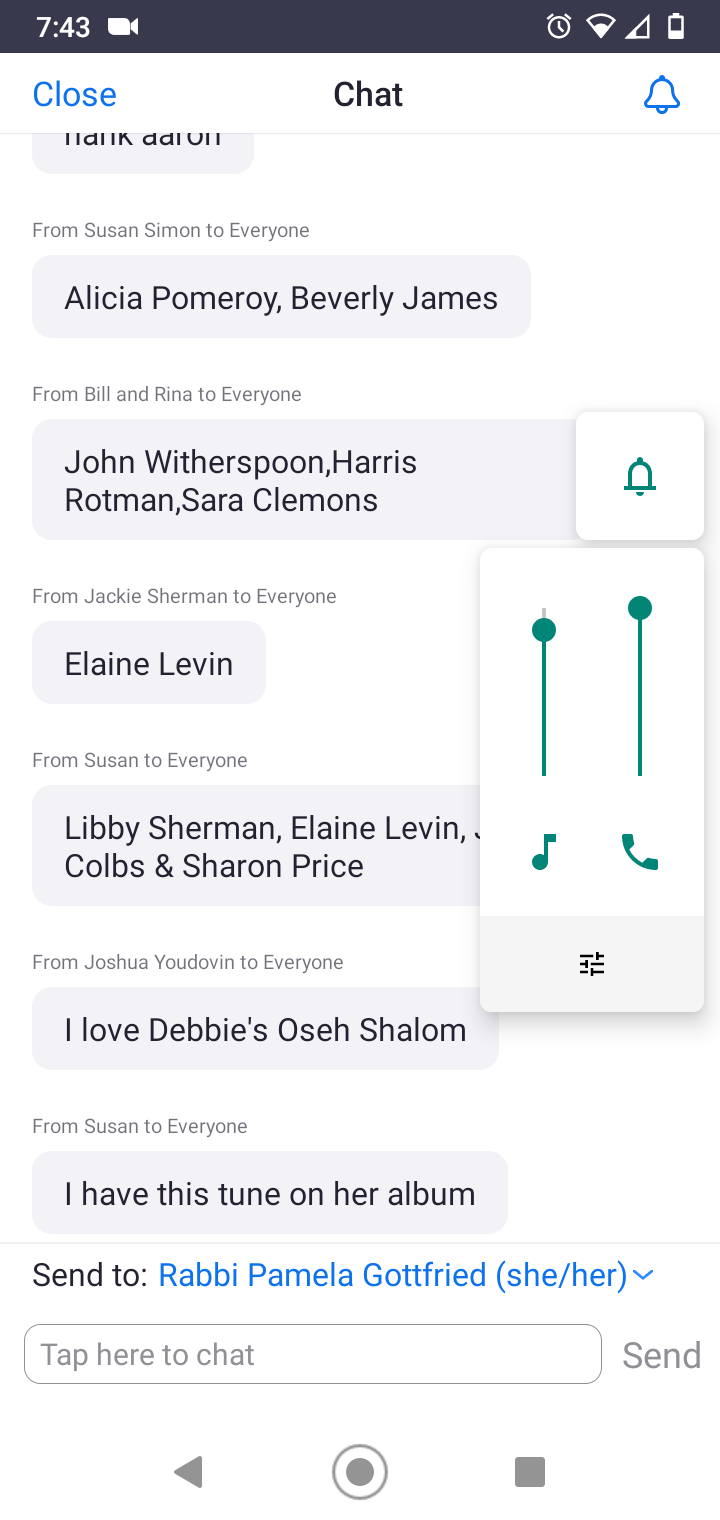 7:43
Close
Chat
hank aaron
From Susan Simon to Everyone
Alicia Pomeroy, Beverly James
From Bill and Rina to Everyone
John Witherspoon,Harris
Rotman,Sara Clemons
From Jackie Sherman to Everyone
Elaine Levin
From Susan to Everyone
Libby Sherman, Elaine Levin,
Colbs & Sharon Price
From Joshua Youdovin to Everyone
I love Debbie's Oseh Shalom
From Susan to Everyone
I have this tune on her album
Send to: Rabbi Pamela Gottfried (she/her)
Tap here to chat
Send